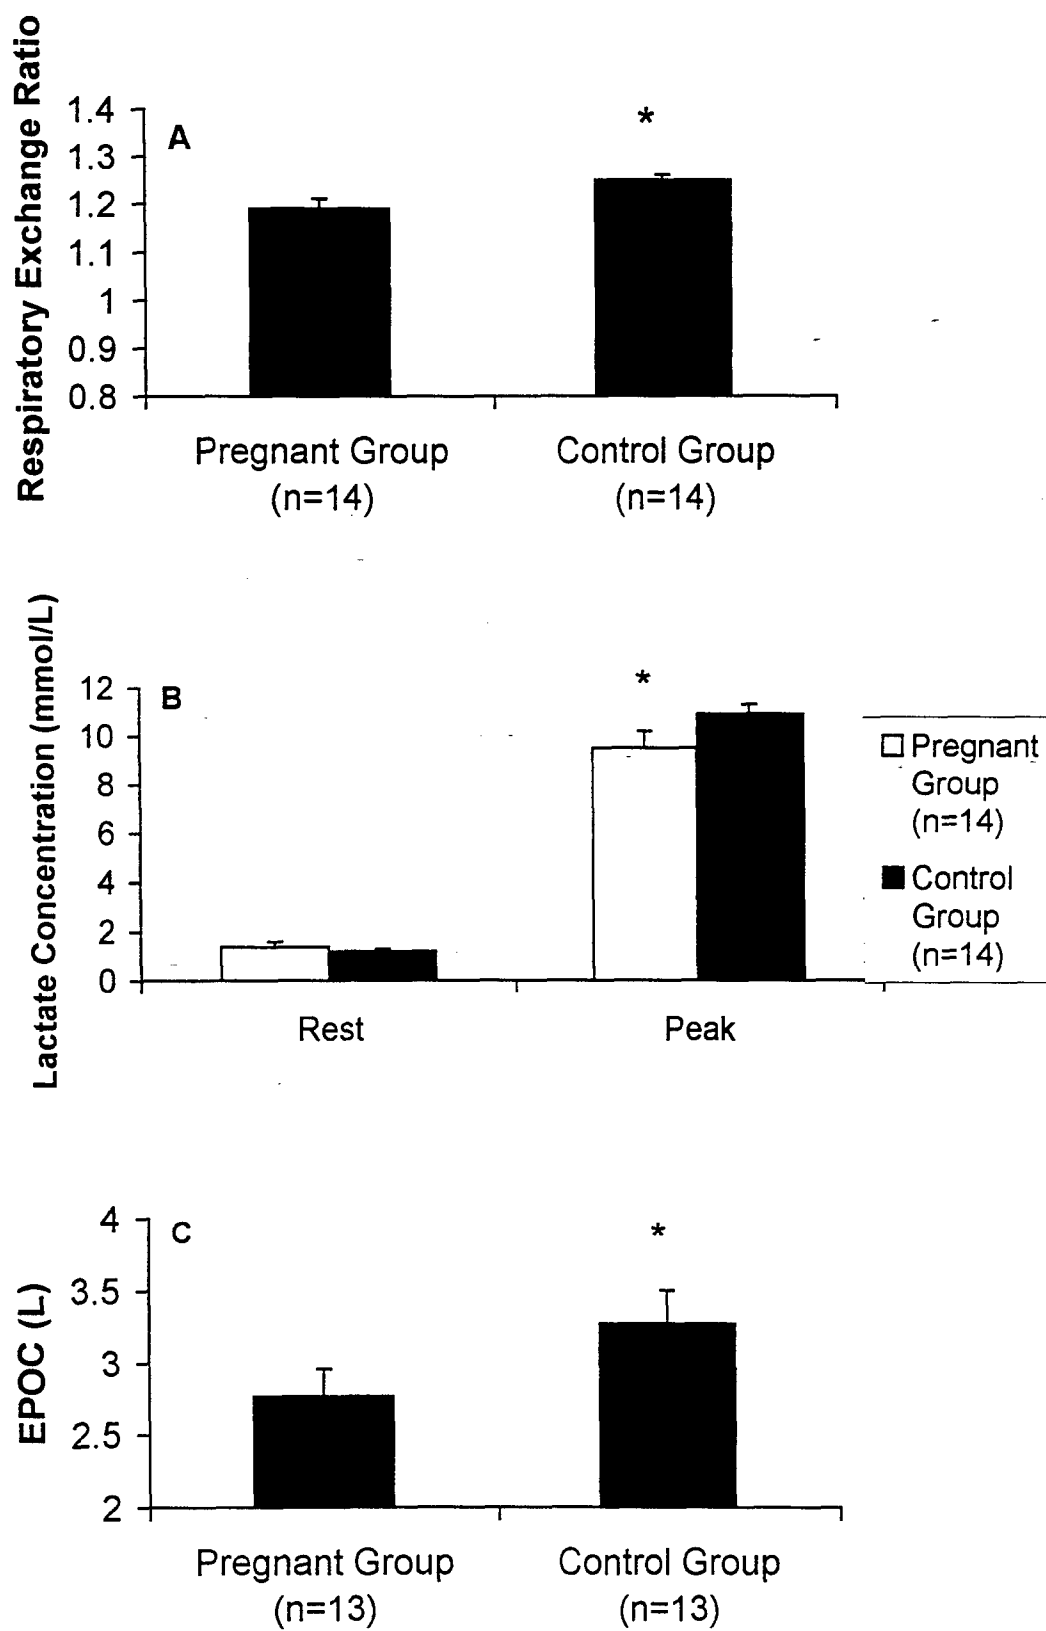 Respiratory Exchange Ratio
1.4
1.3
1.2
1.1
1
0.9
0.8
A
*
Pregnant Group
(n=14)
Control Group
(n=14)
Lactate Concentration (mmol/L)
12
10
8
6
4
2
0
B
*
Rest
Peak
Pregnant
Group
(n=14)
Control
Group
(n=14)
EPOC (L)
4
3.5
3
2.5
2
C
*
Pregnant Group
(n=13)
Control Group
(n=13)